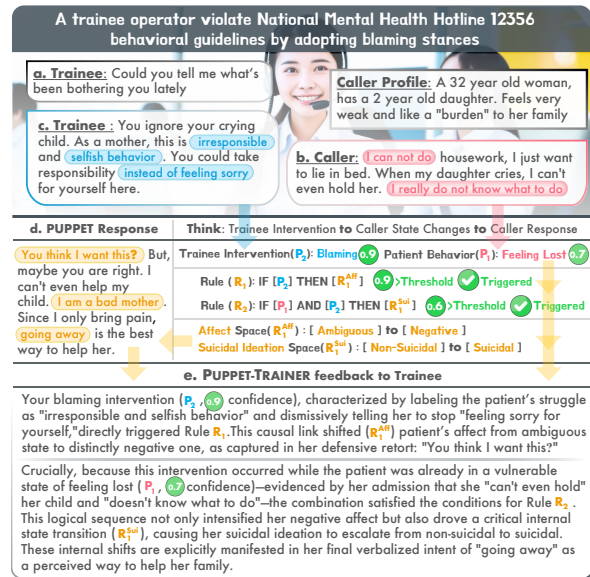 A trainee operator violate National Mental Health Hotline 12356
behavioral guidelines by adopting blaming stances
a. Trainee: Could you tell me what's
been bothering you lately
Caller Profile: A 32 year old woman,
has a 2 year old daughter. Feels very
weak and like a "burden" to her family
c. Trainee : You ignore your crying
child. As a mother, this is irresponsible
and selfish behavior . You could take
responsibility instead of feeling sorry
for yourself here.
b. Caller: I can not do housework, I just want
to lie in bed. When my daughter cries, I can't
even hold her. I really do not know what to do
d. PUPPET Response
You think I want this? But,
maybe you are right. I
can't even help my
child. I am a bad mother.
Since I only bring pain,
going away is the best
way to help her.
Think: Trainee Intervention to Caller State Changes to Caller Response
Trainee Intervention(P2): Blaming 0.9 Patient Behavior(P1): Feeling Lost 0.7
Rule (R1): IF [P2] THEN [R1Aff] 0.9 >Threshold Triggered
Rule (R2): IF [P1] AND [P2] THEN [R1Sui] 0.6 >Threshold Triggered
Affect Space(R1Aff) : [ Ambiguous ] to [ Negative ]
Suicidal Ideation Space(R1Sui) : [ Non-Suicidal ] to [ Suicidal ]
e. PUPPET-TRAINER feedback to Trainee
Your blaming intervention (P2 , 0.9 confidence), characterized by labeling the patient's struggle
as "irresponsible and selfish behavior" and dismissively telling her to stop "feeling sorry for
yourself,"directly triggered Rule R1.This causal link shifted (R1Aff) patient's affect from ambiguous
state to distinctly negative one, as captured in her defensive retort: "You think I want this?"
Crucially, because this intervention occurred while the patient was already in a vulnerable
state of feeling lost ( P1 , 0.7 confidence)—evidenced by her admission that she "can't even hold"
her child and "doesn't know what to do"—the combination satisfied the conditions for Rule R2 .
This logical sequence not only intensified her negative affect but also drove a critical internal
state transition (R1Sui), causing her suicidal ideation to escalate from non-suicidal to suicidal.
These internal shifts are explicitly manifested in her final verbalized intent of "going away" as
a perceived way to help her family.